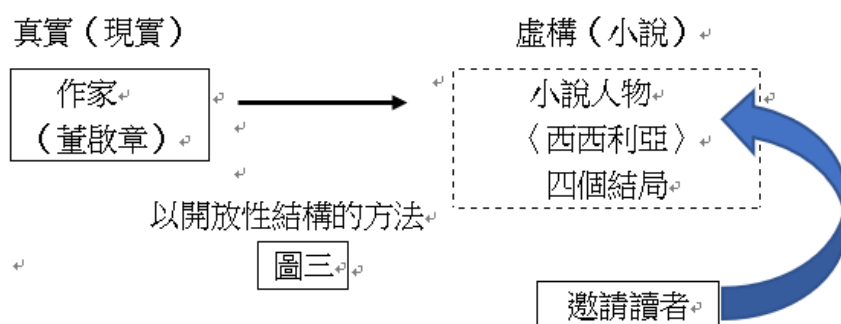 真實（現實）
虛構（小說）
作家
（董啟章）
小說人物
〈西西利亞〉
四個結局
以開放性結構的方法
圖三
邀請讀者